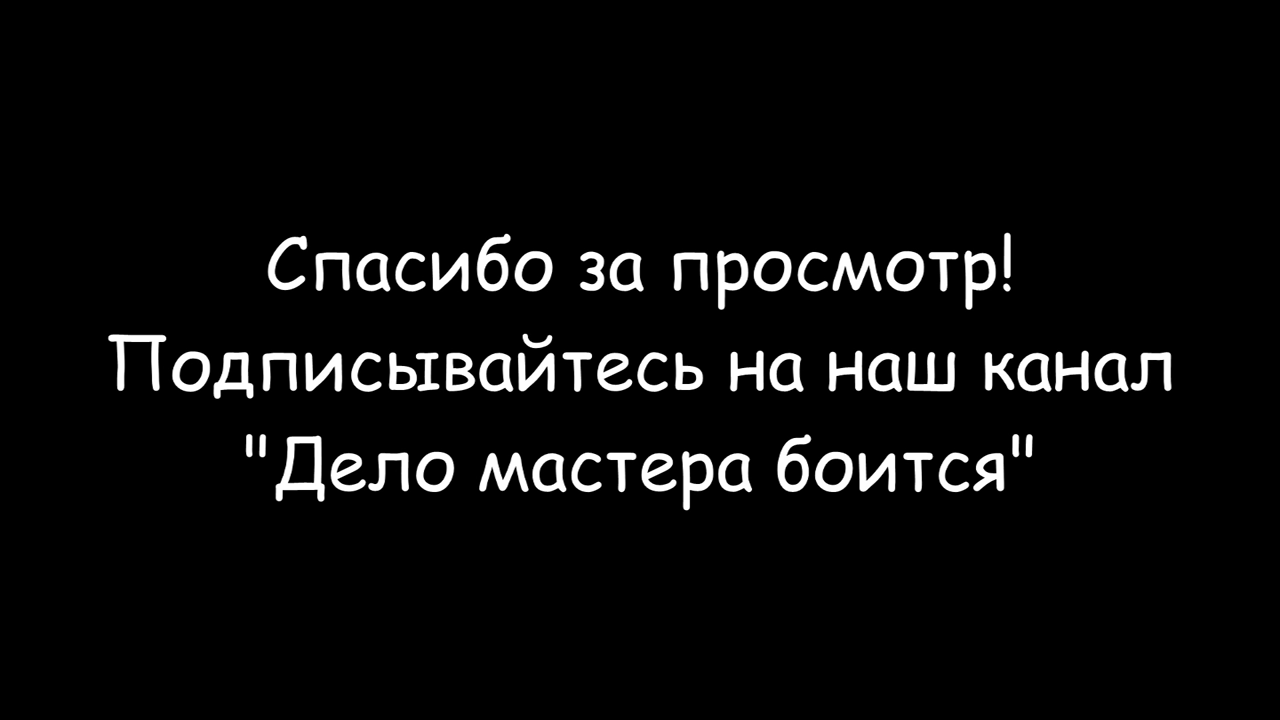 Спасибо за просмотр!
Подписывайтесь на наш канал
"Дело мастера боится"